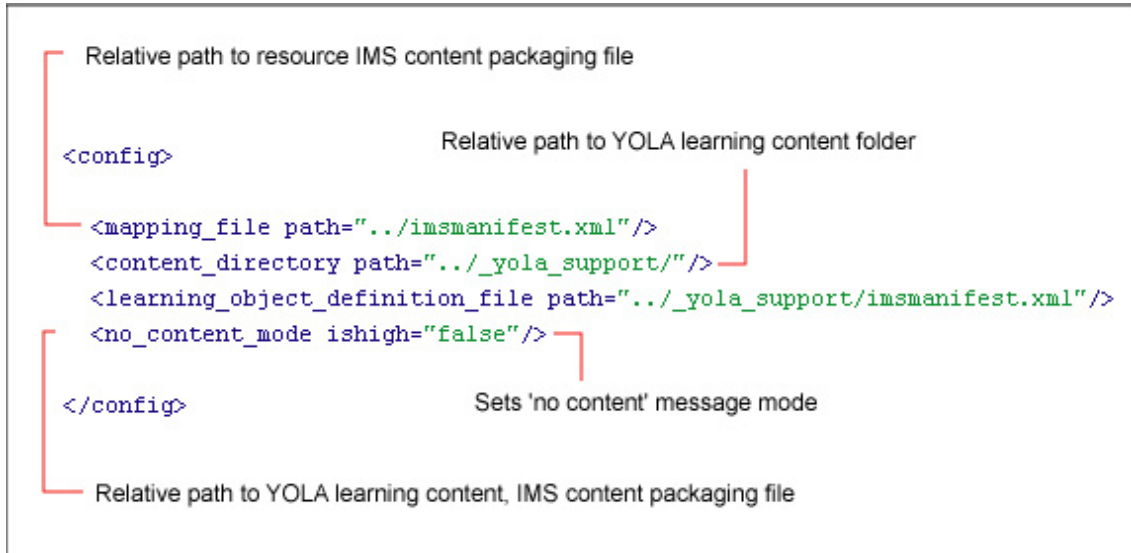 Relative path to resource IMS content packaging file
Relative path to YOLA learning content folder
<config>
<mapping_file path="../imsmanifest.xml"/>
<content_directory path="../_yola_support/"/>
<learning_object_definition_file path="../_yola_support/imsmanifest.xml"/>
<no_content_mode ishigh="false"/>
</config>
Sets 'no content' message mode
Relative path to YOLA learning content, IMS content packaging file